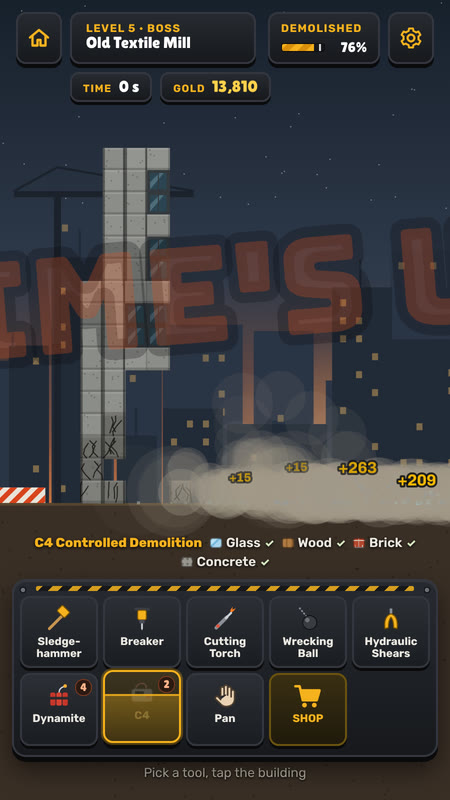 LEVEL 5 · BOSS
Old Textile Mill
DEMOLISHED
76%
TIME 0 s
GOLD 13,810
IME'S U
+15
+15
+263
+209
C4 Controlled Demolition Glass ✓ Wood ✓ Brick ✓
Concrete ✓
Sledge-
hammer
Breaker
Cutting
Torch
Wrecking
Ball
Hydraulic
Shears
4
Dynamite
2
C4
Pan
SHOP
Pick a tool, tap the building